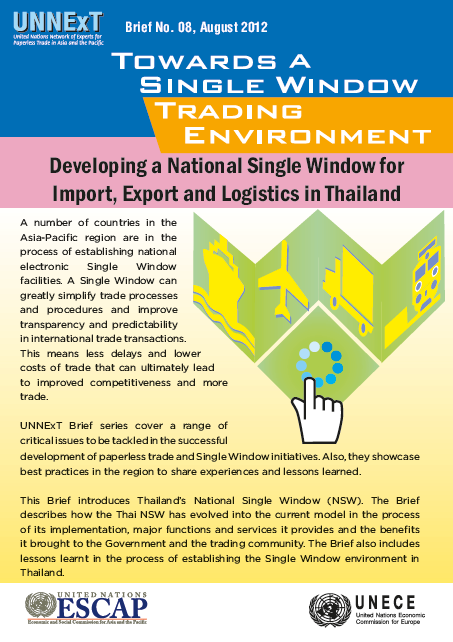 UNNExT
United Nations Network of Experts for
Paperless Trade in Asia and the Pacific
Brief No. 08, August 2012
TOWARDS A
SINGLE WINDOW
TRADING
ENVIRONMENT
Developing a National Single Window for
Import, Export and Logistics in Thailand
A number of countries in the
Asia-Pacific region are in the
process of establishing national
electronic Single Window
facilities. A Single Window can
greatly simplify trade processes
and procedures and improve
transparency and predictability
in international trade transactions.
This means less delays and lower
costs of trade that can ultimately lead
to improved competitiveness and more
trade.
UNNExT Brief series cover a range of
critical issues to be tackled in the successful
development of paperless trade and Single Window initiatives. Also, they showcase
best practices in the region to share experiences and lessons learned.
This Brief introduces Thailand's National Single Window (NSW). The Brief
describes how the Thai NSW has evolved into the current model in the process
of its implementation, major functions and services it provides and the benefits
it brought to the Government and the trading community. The Brief also includes
lessons learnt in the process of establishing the Single Window environment in
Thailand.
UNITED NATIONS
ESCAP
Economic and Social Commission for Asia and the Pacific
UNECE
United Nations Economic
Commission for Europe